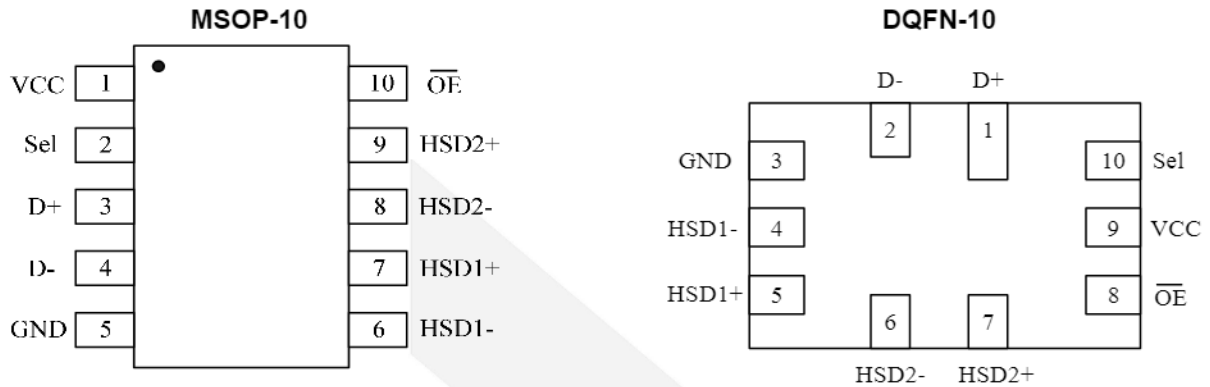 MSOP-10
VCC 1 10 O̅E̅
Sel 2 9 HSD2+
D+ 3 8 HSD2-
D- 4 7 HSD1+
GND 5 6 HSD1-
DQFN-10
D- D+
2 1
GND 3 10 Sel
HSD1- 4 9 VCC
HSD1+ 5 8 O̅E̅
6 7
HSD2- HSD2+